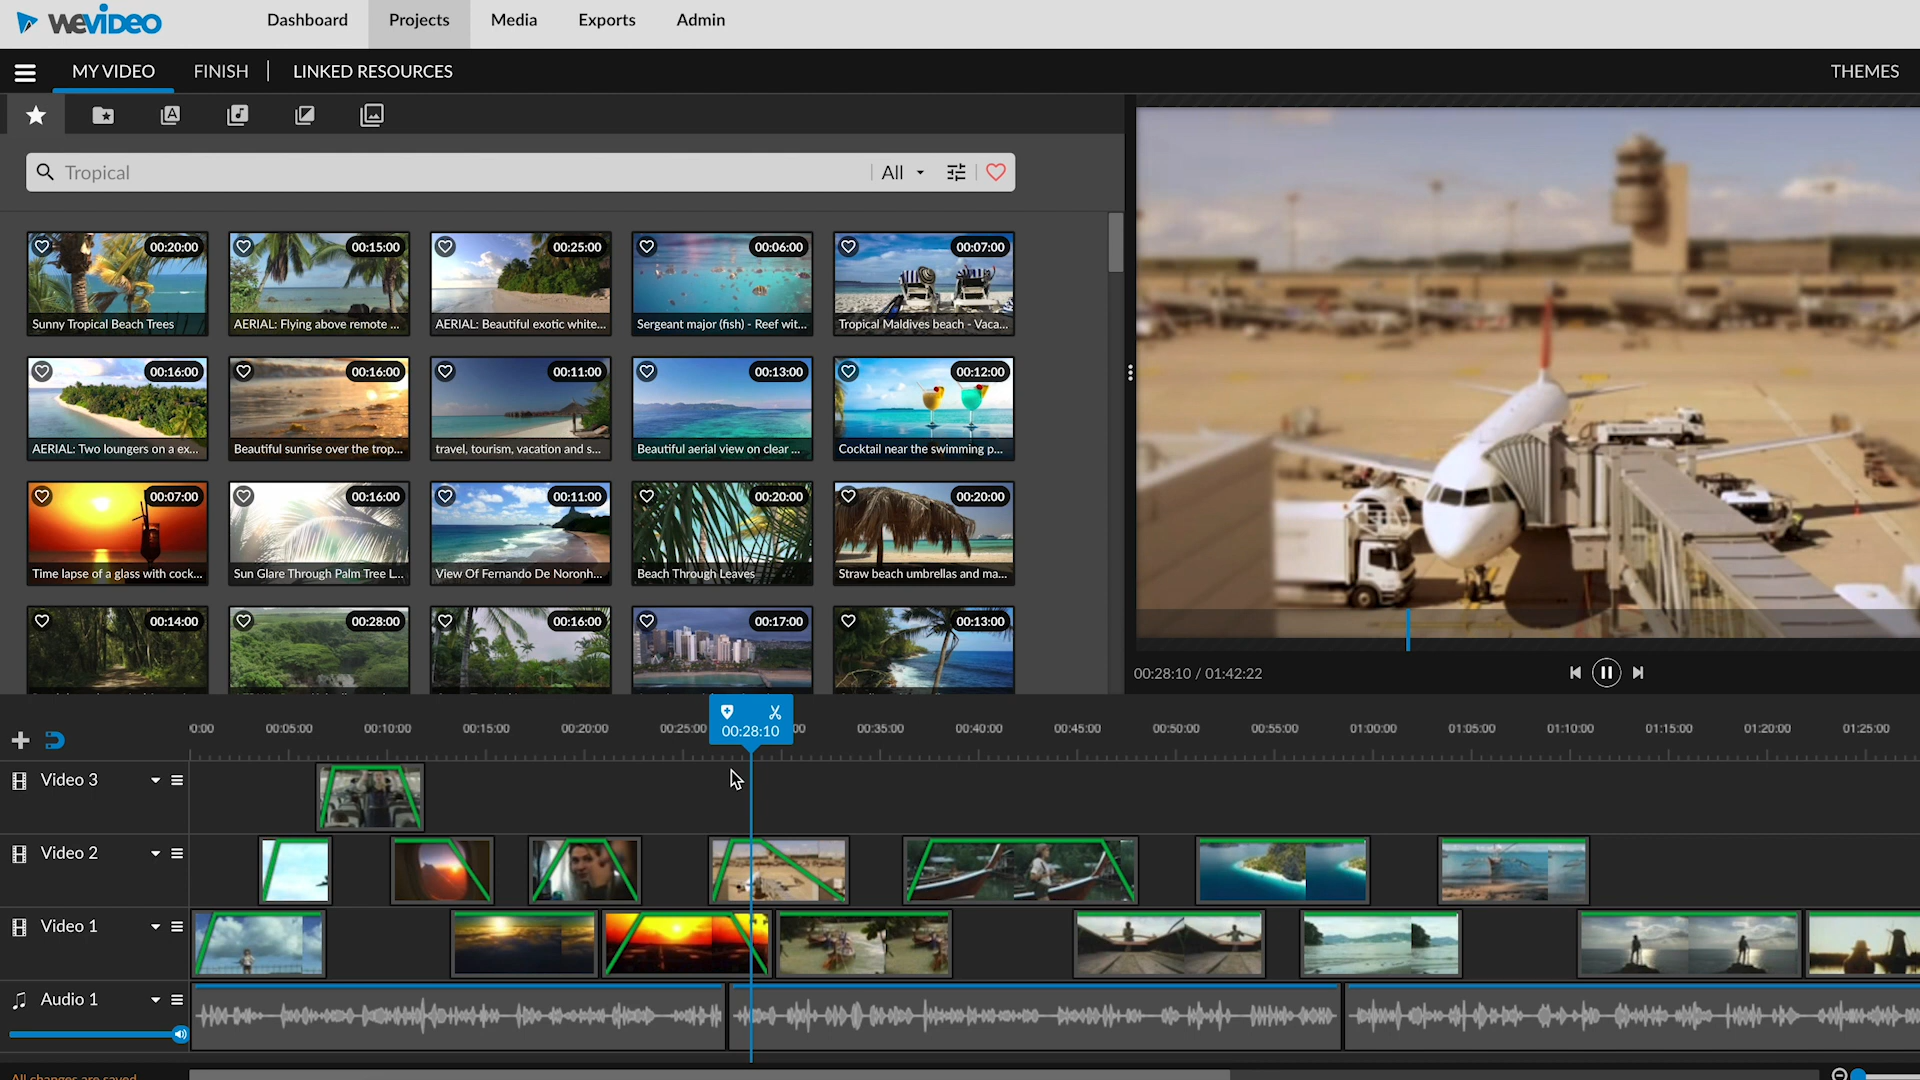 WEVIDEO
Dashboard
Projects
Media
Exports
Admin
MY VIDEO
FINISH
LINKED RESOURCES
THEMES
Tropical
All
00:20:00
Sunny Tropical Beach Trees
00:15:00
AERIAL: Flying above remote ...
00:25:00
AERIAL: Beautiful exotic white...
00:06:00
Sergeant major (fish) - Reef wit...
00:07:00
Tropical Maldives beach - Vaca...
00:16:00
AERIAL: Two loungers on a ex...
00:16:00
Beautiful sunrise over the trop...
00:11:00
travel, tourism, vacation and s...
00:13:00
Beautiful aerial view on clear ...
00:12:00
Cocktail near the swimming p...
00:07:00
Time lapse of a glass with cock...
00:16:00
Sun Glare Through Palm Tree L...
00:11:00
View Of Fernando De Noronh...
00:20:00
Beach Through Leaves
00:20:00
Straw beach umbrellas and ma...
00:14:00
00:28:00
00:16:00
00:17:00
00:13:00
00:28:10 / 01:42:22
0:00
00:05:00
00:10:00
00:15:00
00:20:00
00:25:00
00:28:10
00
00:35:00
00:40:00
00:45:00
00:50:00
00:55:00
01:00:00
01:05:00
01:10:00
01:15:00
01:20:00
01:25:00
Video 3
Video 2
Video 1
Audio 1
All changes are saved